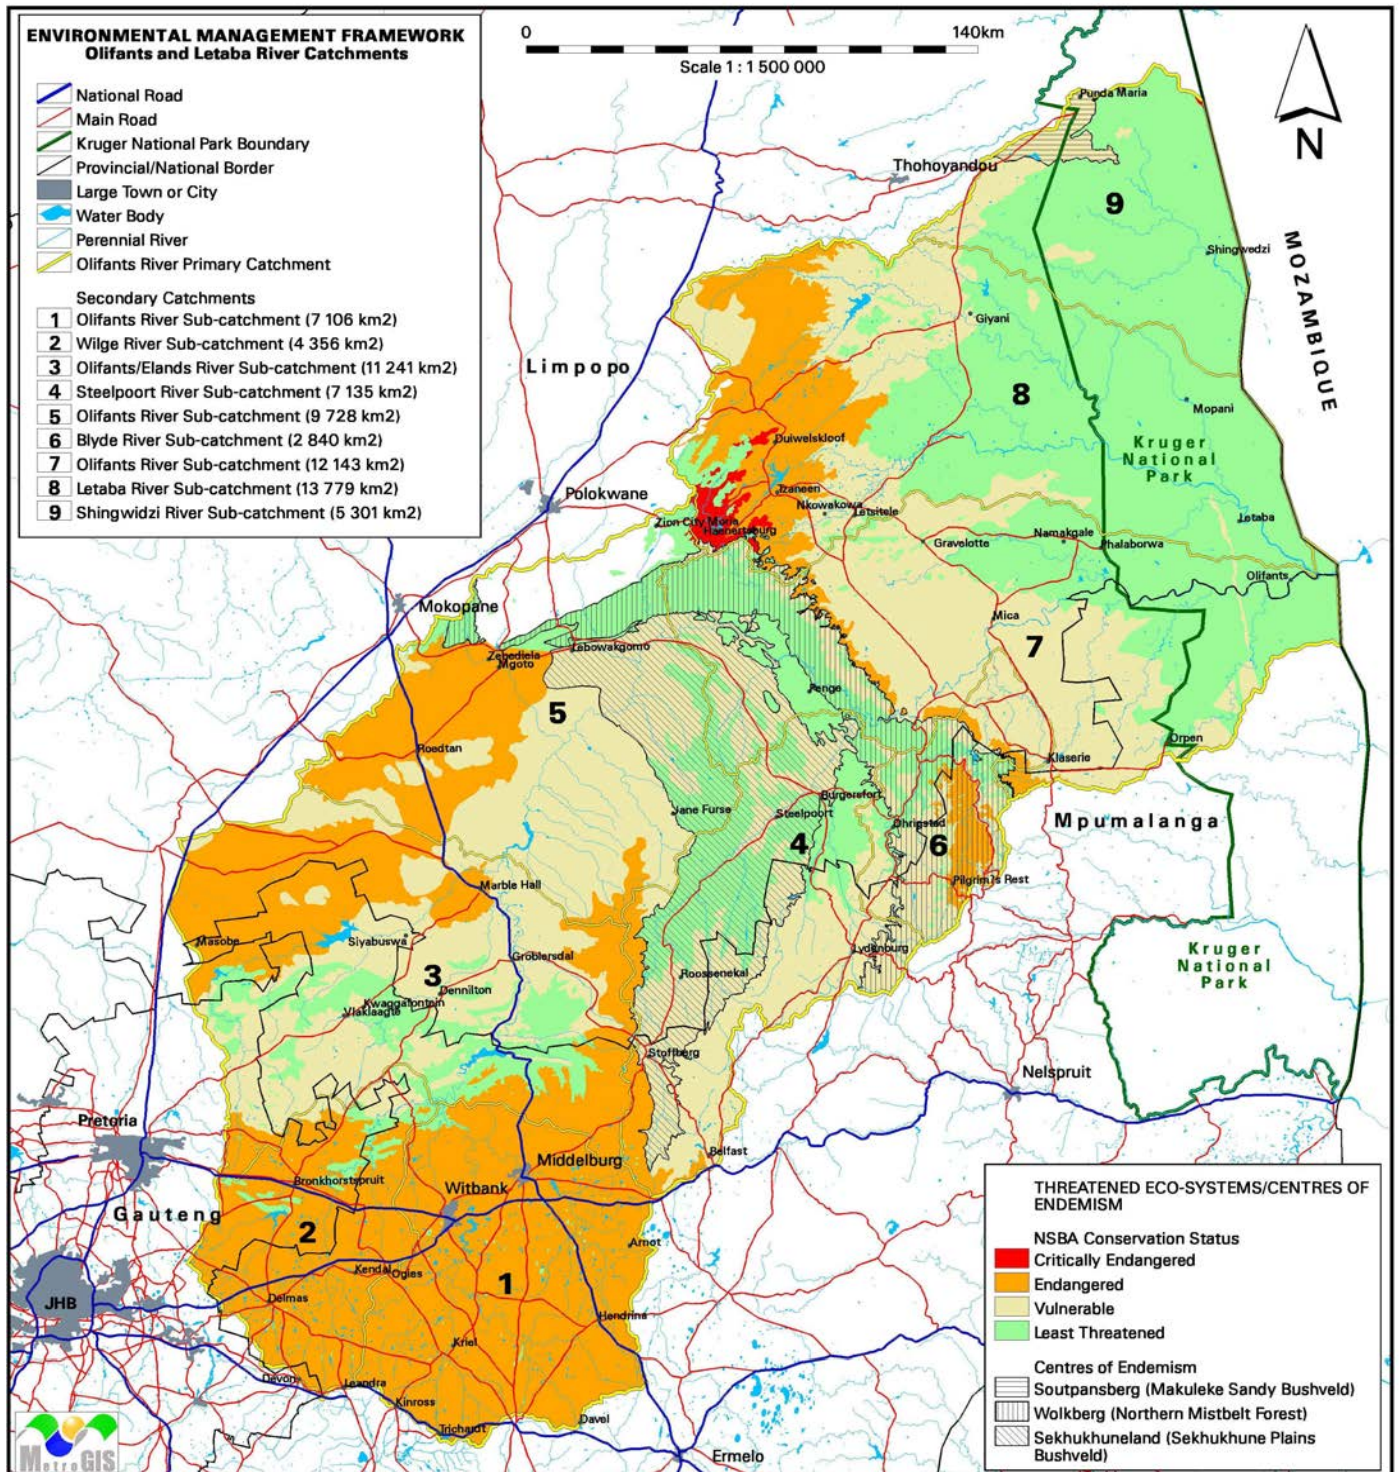 ENVIRONMENTAL MANAGEMENT FRAMEWORK
Olifants and Letaba River Catchments
National Road
Main Road
Kruger National Park Boundary
Provincial/National Border
Large Town or City
Water Body
Perennial River
Olifants River Primary Catchment
Secondary Catchments
1 Olifants River Sub-catchment (7 106 km2)
2 Wilge River Sub-catchment (4 356 km2)
3 Olifants/Elands River Sub-catchment (11 241 km2)
4 Steelpoort River Sub-catchment (7 135 km2)
5 Olifants River Sub-catchment (9 728 km2)
6 Blyde River Sub-catchment (2 840 km2)
7 Olifants River Sub-catchment (12 143 km2)
8 Letaba River Sub-catchment (13 779 km2)
9 Shingwidzi River Sub-catchment (5 301 km2)
0 140km
Scale 1 : 1 500 000
N
Punda Maria
Thohoyandou
9
MOZAMBIQUE
Shingwedzi
Giyani
Limpopo
8
Mopani
Duiwelskloof
Kruger
National
Park
Polokwane
Tzaneen
Nkowakowa
Letsitele
Zion City Moria
Haenertsburg
Letaba
Gravelotte
Namakgale
Phalaborwa
Olifants
Mokopane
Mica
7
Lebowakgomo
Zebediela
Mgoto
Penge
5
Roedtan
Orpen
Klaserie
Burgersfort
Jane Furse
Steelpoort
Ohrigstad
Mpumalanga
4
6
Marble Hall
Pilgrim's Rest
Masobe
Siyabuswa
Groblersdal
Lydenburg
Kruger
National
Park
3
Roossenekal
Dennilton
Kwaggafontein
Vlaklaagte
Stoffberg
Nelspruit
Pretoria
Belfast
Middelburg
Bronkhorstspruit
Witbank
Gauteng
2
Arnot
Kendal
Ogies
1
Delmas
JHB
Hendrina
Kriel
Devon
Leandra
Kinross
Trichardt
Davel
Ermelo
MetroGIS
THREATENED ECO-SYSTEMS/CENTRES OF
ENDEMISM
NSBA Conservation Status
Critically Endangered
Endangered
Vulnerable
Least Threatened
Centres of Endemism
Soutpansberg (Makuleke Sandy Bushveld)
Wolkberg (Northern Mistbelt Forest)
Sekhukhuneland (Sekhukhune Plains
Bushveld)